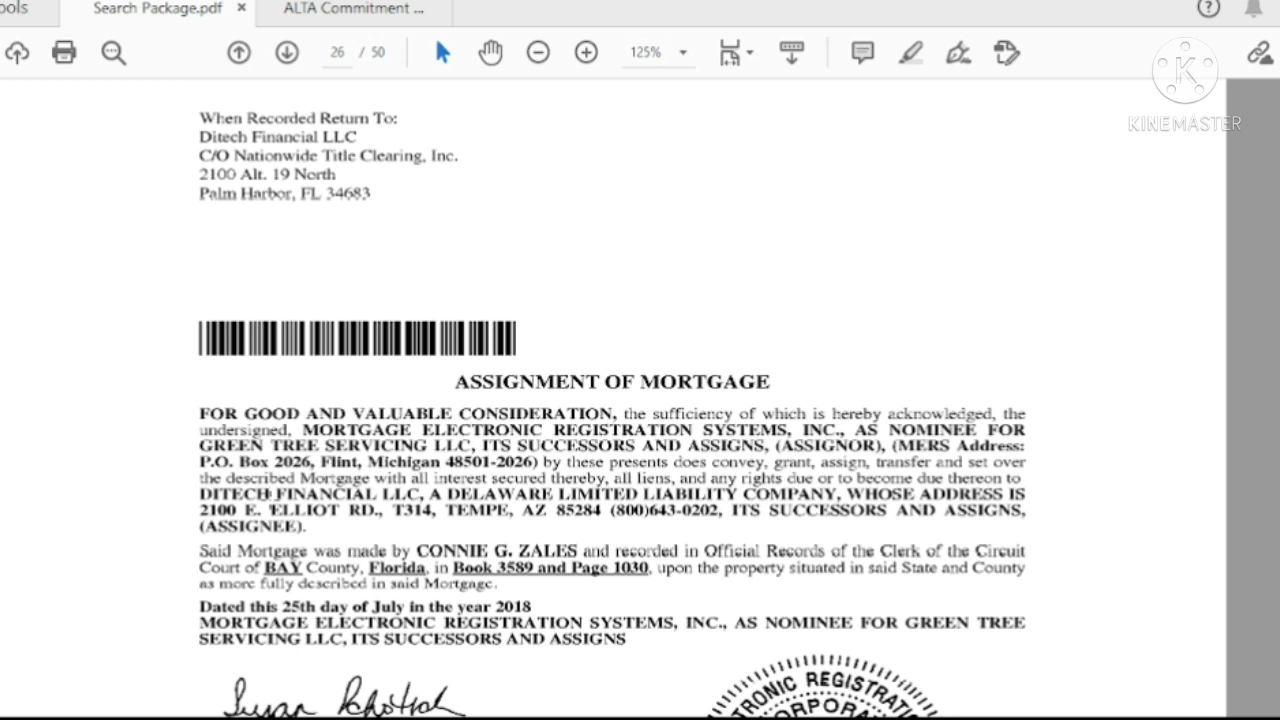 ools
Search Package.pdf ×
ALTA Commitment ...
26 / 50
125%
K
KINEMASTER
When Recorded Return To:
Ditech Financial LLC
C/O Nationwide Title Clearing, Inc.
2100 Alt. 19 North
Palm Harbor, FL 34683
ASSIGNMENT OF MORTGAGE
FOR GOOD AND VALUABLE CONSIDERATION, the sufficiency of which is hereby acknowledged, the
undersigned, MORTGAGE ELECTRONIC REGISTRATION SYSTEMS, INC., AS NOMINEE FOR
GREEN TREE SERVICING LLC, ITS SUCCESSORS AND ASSIGNS, (ASSIGNOR), (MERS Address:
P.O. Box 2026, Flint, Michigan 48501-2026) by these presents does convey, grant, assign, transfer and set over
the described Mortgage with all interest secured thereby, all liens, and any rights due or to become due thereon to
DITECH FINANCIAL LLC, A DELAWARE LIMITED LIABILITY COMPANY, WHOSE ADDRESS IS
2100 E. ELLIOT RD., T314, TEMPE, AZ 85284 (800)643-0202, ITS SUCCESSORS AND ASSIGNS,
(ASSIGNEE).
Said Mortgage was made by CONNIE G. ZALES and recorded in Official Records of the Clerk of the Circuit
Court of BAY County, Florida, in Book 3589 and Page 1030, upon the property situated in said State and County
as more fully described in said Mortgage.
Dated this 25th day of July in the year 2018
MORTGAGE ELECTRONIC REGISTRATION SYSTEMS, INC., AS NOMINEE FOR GREEN TREE
SERVICING LLC, ITS SUCCESSORS AND ASSIGNS
Susan
TRONIC REGISTRATI
RPORA